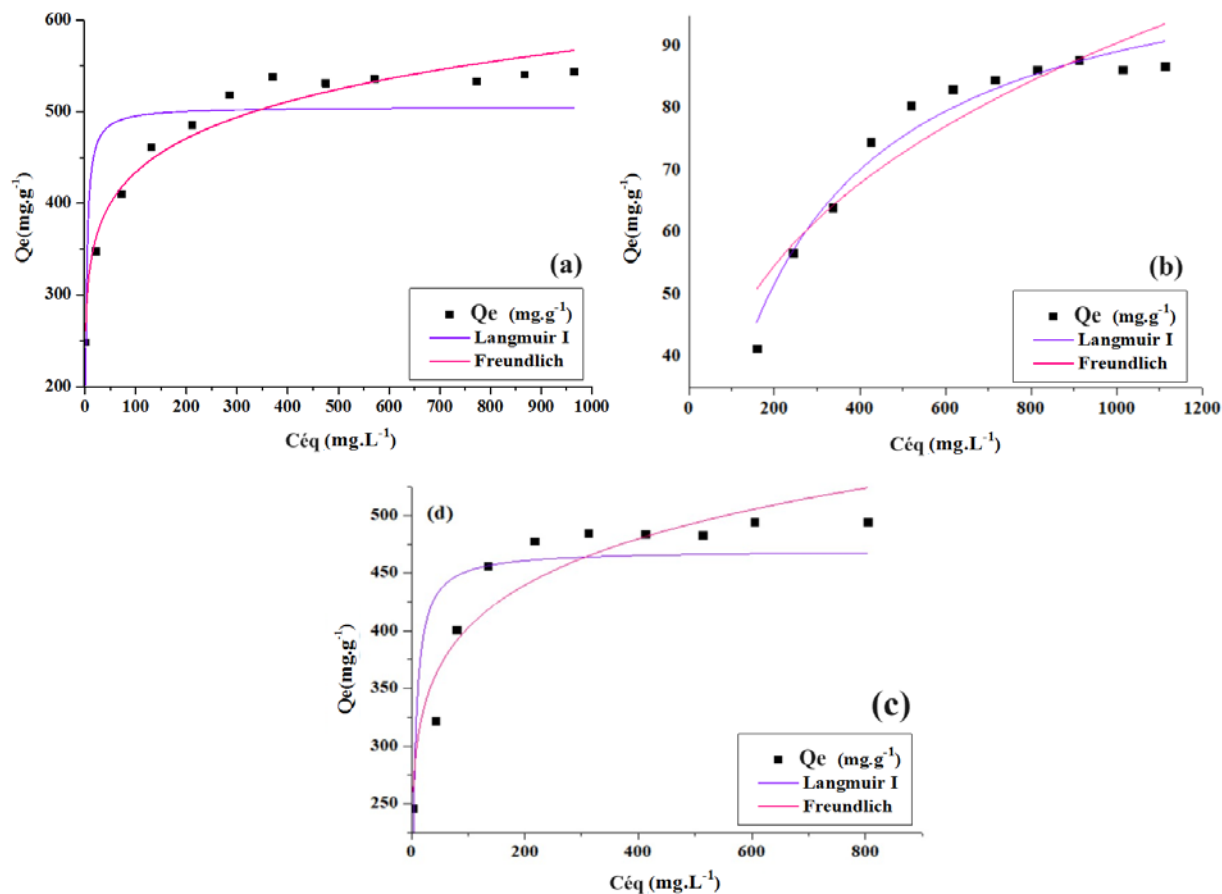 600
500
400
300
200
Qe(mg.g⁻¹)
(a)
Qe (mg.g⁻¹)
Langmuir I
Freundlich
0 100 200 300 400 500 600 700 800 900 1000
Céq (mg.L⁻¹)
90
80
70
60
50
40
Qe(mg.g⁻¹)
(b)
Qe (mg.g⁻¹)
Langmuir I
Freundlich
0 200 400 600 800 1000 1200
Céq (mg.L⁻¹)
(d)
500
450
400
350
300
250
Qe(mg.g⁻¹)
(c)
Qe (mg.g⁻¹)
Langmuir I
Freundlich
0 200 400 600 800
Céq (mg.L⁻¹)